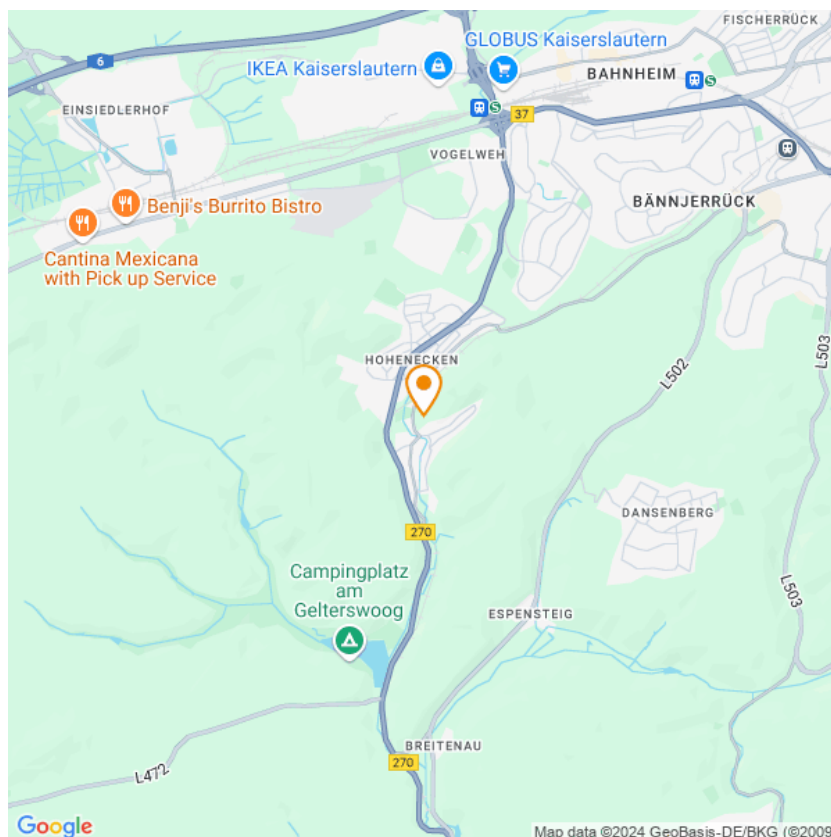 FISCHERRÜCK
GLOBUS Kaiserslautern
6
IKEA Kaiserslautern
BAHNHEIM
S
EINSIEDLERHOF
S
37
VOGELWEH
BÄNNJERRÜCK
Benji's Burrito Bistro
Cantina Mexicana
with Pick up Service
L503
HOHENECKEN
L502
DANSENBERG
270
Campingplatz
am
Gelterswoog
L503
ESPENSTEIG
BREITENAU
270
L472
Google
Map data ©2024 GeoBasis-DE/BKG (©2009